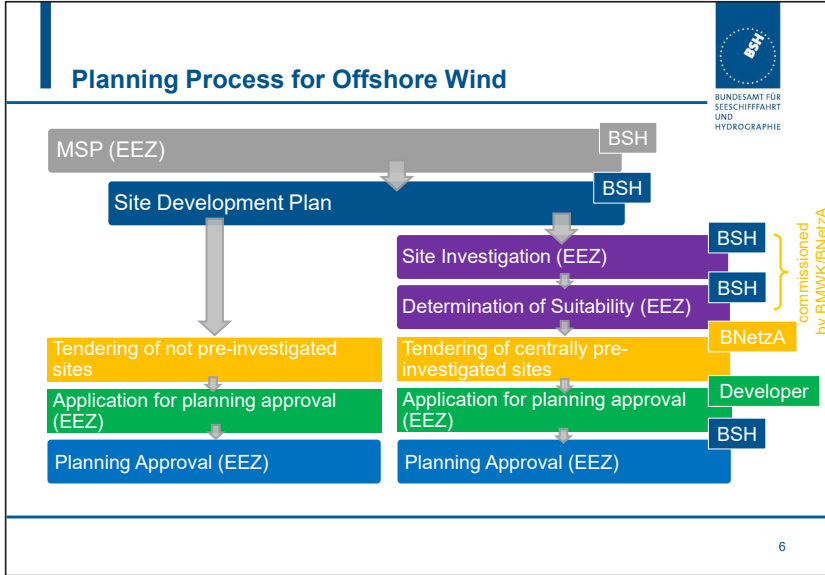 Planning Process for Offshore Wind
BSH
BUNDESAMT FÜR
SEESCHIFFFAHRT
UND
HYDROGRAPHIE
MSP (EEZ)
BSH
Site Development Plan
BSH
Site Investigation (EEZ)
BSH
Determination of Suitability (EEZ)
BSH
commissioned
by BMWK/BNetzA
Tendering of not pre-investigated
sites
Tendering of centrally pre-
investigated sites
BNetzA
Application for planning approval
(EEZ)
Application for planning approval
(EEZ)
Developer
Planning Approval (EEZ)
Planning Approval (EEZ)
BSH
6